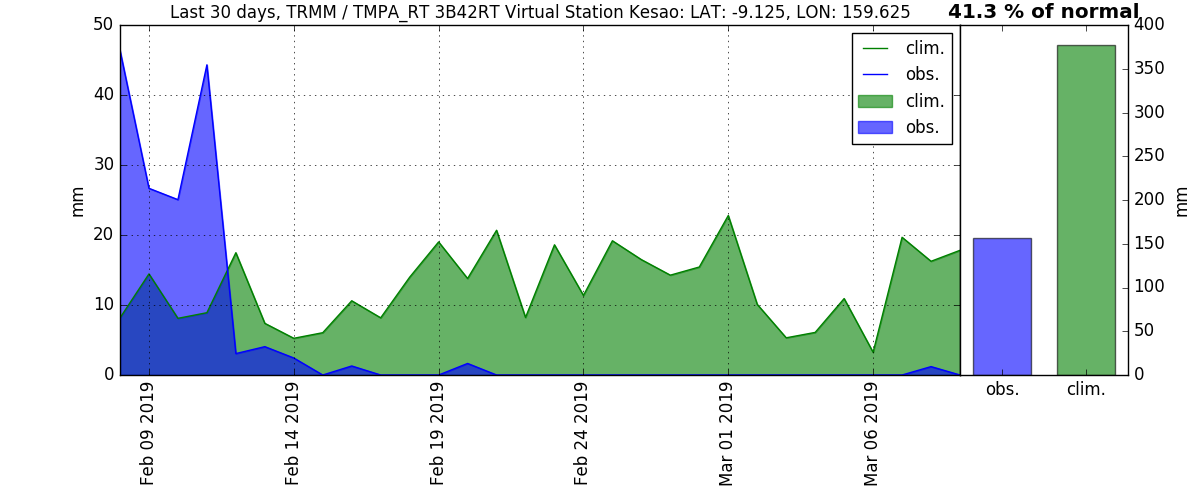 Last 30 days, TRMM / TMPA_RT 3B42RT Virtual Station Kesao: LAT: -9.125, LON: 159.625
41.3 % of normal
50
40
30
20
10
0
mm
clim.
obs.
clim.
obs.
400
350
300
250
200
150
100
50
0
mm
obs.
clim.
Feb 09 2019
Feb 14 2019
Feb 19 2019
Feb 24 2019
Mar 01 2019
Mar 06 2019